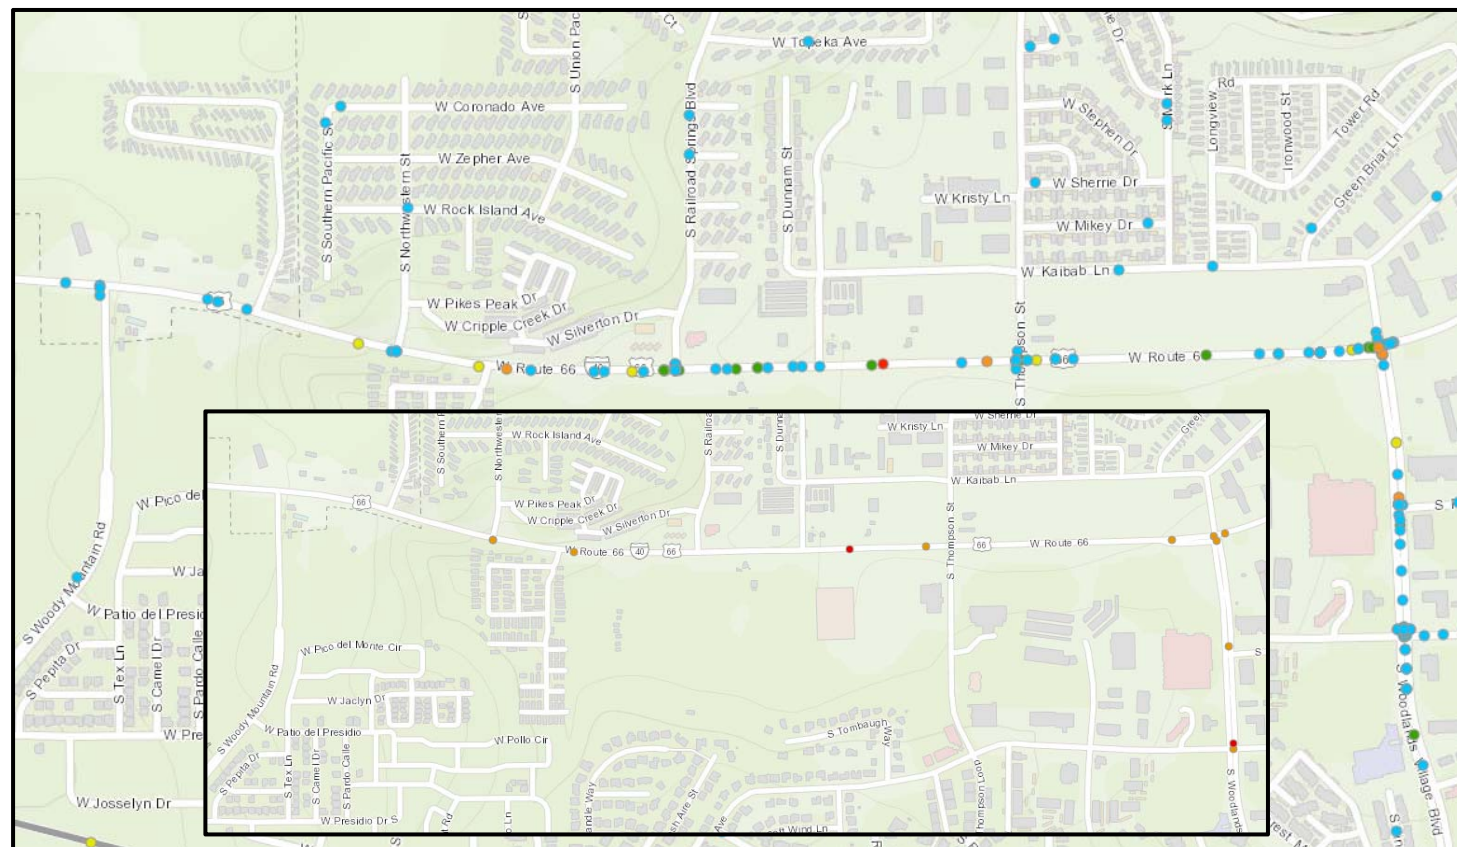 S Union Pac
Ct
W Topeka Ave
S Mark Ln
Rd
W Coronado Ave
S Railroad Springs Blvd
W Stephen Dr
Longview
Ironwood St
Tower Rd
Green Briar Ln
S Southern Pacific St
S Northwestern St
W Zepher Ave
S Dunnam St
W Kristy Ln
W Sherrie Dr
W Rock Island Ave
W Mikey Dr
W Kaibab Ln
W Pikes Peak Dr
W Cripple Creek Dr
W Silverton Dr
S Thompson St
W Route 66
40
W Route 6
W Pico del
S Woody Mountain Rd
W Ja
W Patio del Presid
S Pepita Dr
S Tex Ln
S Camel Dr
S Pardo Calle
W Pre
W Josselyn Dr
S Woodlands Village Blvd
W Sherrie Dr
W Kristy Ln
Green
S Railroa
S Dunna
W Rock Island Ave
W Mikey Dr
S Northwester
W Kaibab Ln
66
W Pikes Peak Dr
W Cripple Creek Dr
W Silverton Dr
S Thompson St
W Route 66
40
66
66
W Route 66
W Pico del Monte Cir
S Woody Mountain Rd
W Jaclyn Dr
W Patio del Presidio
W Pollo Cir
S Tombaugh
Way
S Pepita Dr
S Tex Ln
S Camel Dr
S Pardo Calle
W Presidio Dr S
Thompson Loop
S Woodlands